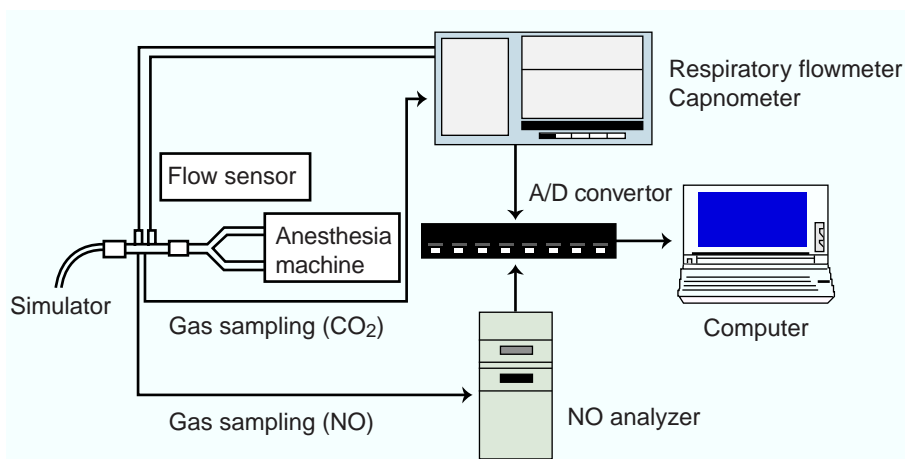 Respiratory flowmeter
Capnometer
Flow sensor
A/D convertor
Anesthesia
machine
Simulator
Gas sampling (CO₂)
Computer
Gas sampling (NO)
NO analyzer